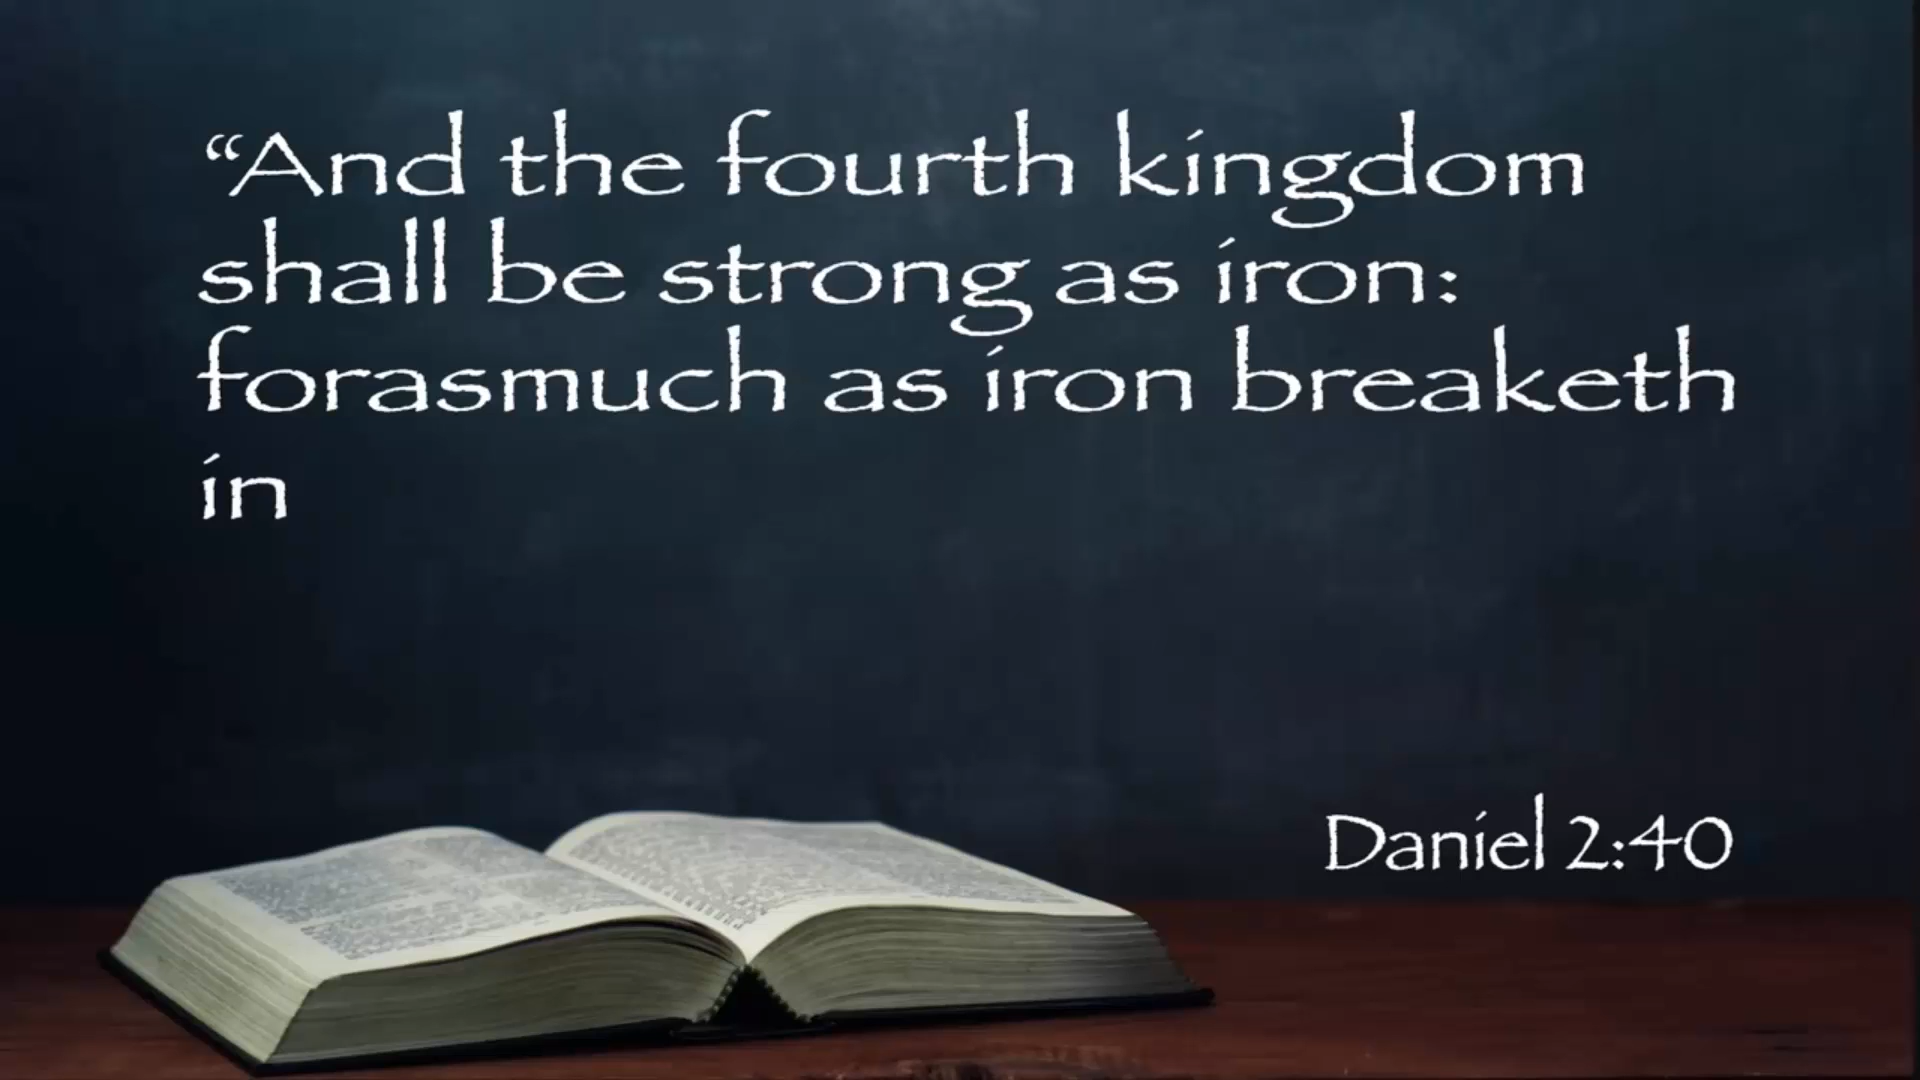 “And the fourth kingdom
shall be strong as iron:
forasmuch as iron breaketh
in
Daniel 2:40